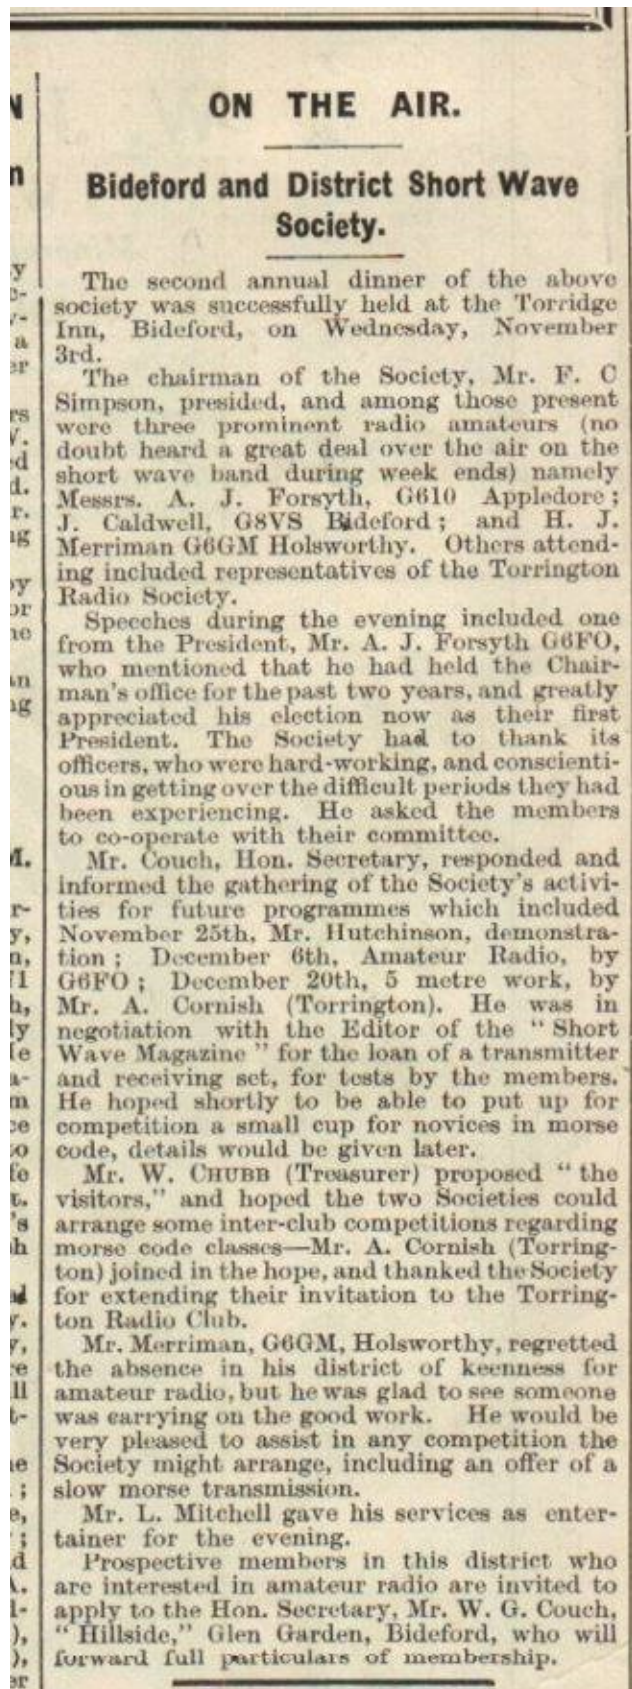 ON THE AIR.
Bideford and District Short Wave
Society.
The second annual dinner of the above
society was successfully held at the Torridge
Inn, Bideford, on Wednesday, November
3rd.
The chairman of the Society, Mr. F. C
Simpson, presided, and among those present
were three prominent radio amateurs (no
doubt heard a great deal over the air on the
short wave band during week ends) namely
Messrs. A. J. Forsyth, G610 Appledore;
J. Caldwell, G8VS Bideford; and H. J.
Merriman G6GM Holsworthy. Others attend-
ing included representatives of the Torrington
Radio Society.
Speeches during the evening included one
from the President, Mr. A. J. Forsyth G6FO,
who mentioned that he had held the Chair-
man's office for the past two years, and greatly
appreciated his election now as their first
President. The Society had to thank its
officers, who were hard-working, and conscienti-
ous in getting over the difficult periods they had
been experiencing. He asked the members
to co-operate with their committee.
Mr. Couch, Hon. Secretary, responded and
informed the gathering of the Society's activi-
ties for future programmes which included
November 25th, Mr. Hutchinson, demonstra-
tion; December 6th, Amateur Radio, by
G6FO; December 20th, 5 metre work, by
Mr. A. Cornish (Torrington). He was in
negotiation with the Editor of the "Short
Wave Magazine" for the loan of a transmitter
and receiving set, for tests by the members.
He hoped shortly to be able to put up for
competition a small cup for novices in morse
code, details would be given later.
Mr. W. CHUBB (Treasurer) proposed "the
visitors," and hoped the two Societies could
arrange some inter-club competitions regarding
morse code classes—Mr. A. Cornish (Torring-
ton) joined in the hope, and thanked the Society
for extending their invitation to the Torring-
ton Radio Club.
Mr. Merriman, G6GM, Holsworthy, regretted
the absence in his district of keenness for
amateur radio, but he was glad to see someone
was carrying on the good work. He would be
very pleased to assist in any competition the
Society might arrange, including an offer of a
slow morse transmission.
Mr. L. Mitchell gave his services as enter-
tainer for the evening.
Prospective members in this district who
are interested in amateur radio are invited to
apply to the Hon. Secretary, Mr. W. G. Couch,
"Hillside," Glen Garden, Bideford, who will
forward full particulars of membership.